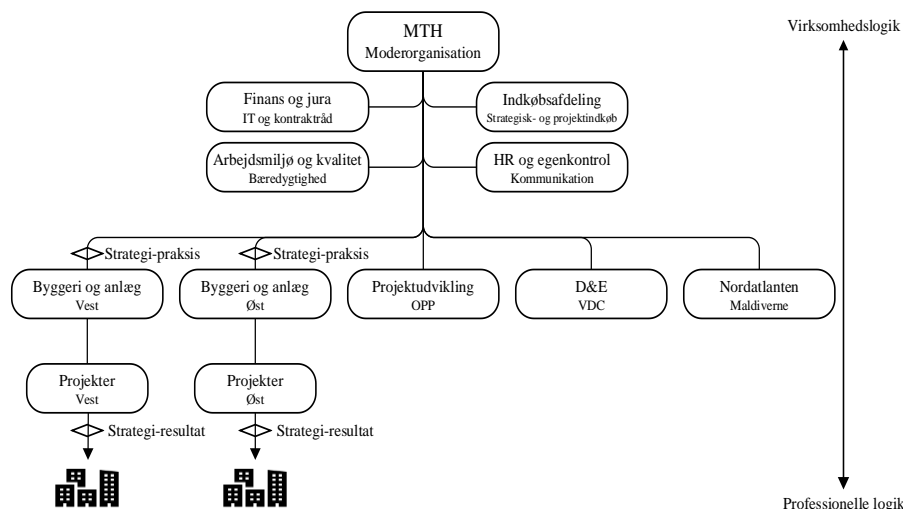 MTH
Moderorganisation
Virksomhedslogik
Finans og jura
IT og kontraktråd
Indkøbsafdeling
Strategisk- og projektindkøb
Arbejdsmiljø og kvalitet
Bæredygtighed
HR og egenkontrol
Kommunikation
Strategi-praksis
Strategi-praksis
Byggeri og anlæg
Vest
Byggeri og anlæg
Øst
Projektudvikling
OPP
D&E
VDC
Nordatlanten
Maldiverne
Projekter
Vest
Projekter
Øst
Strategi-resultat
Strategi-resultat
Professionelle logik